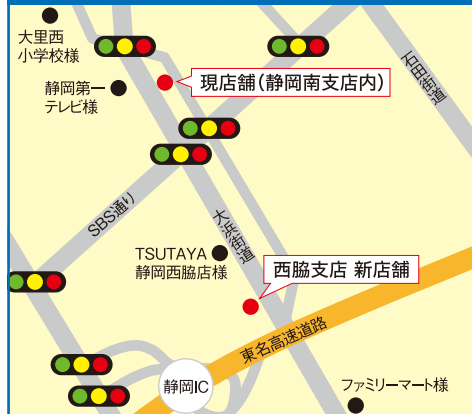 大里西
小学校様
静岡第一
テレビ様
現店舗(静岡南支店内)
石田街道
SBS通り
大浜街道
TSUTAYA
静岡西脇店様
西脇支店 新店舗
東名高速道路
静岡IC
ファミリーマート様